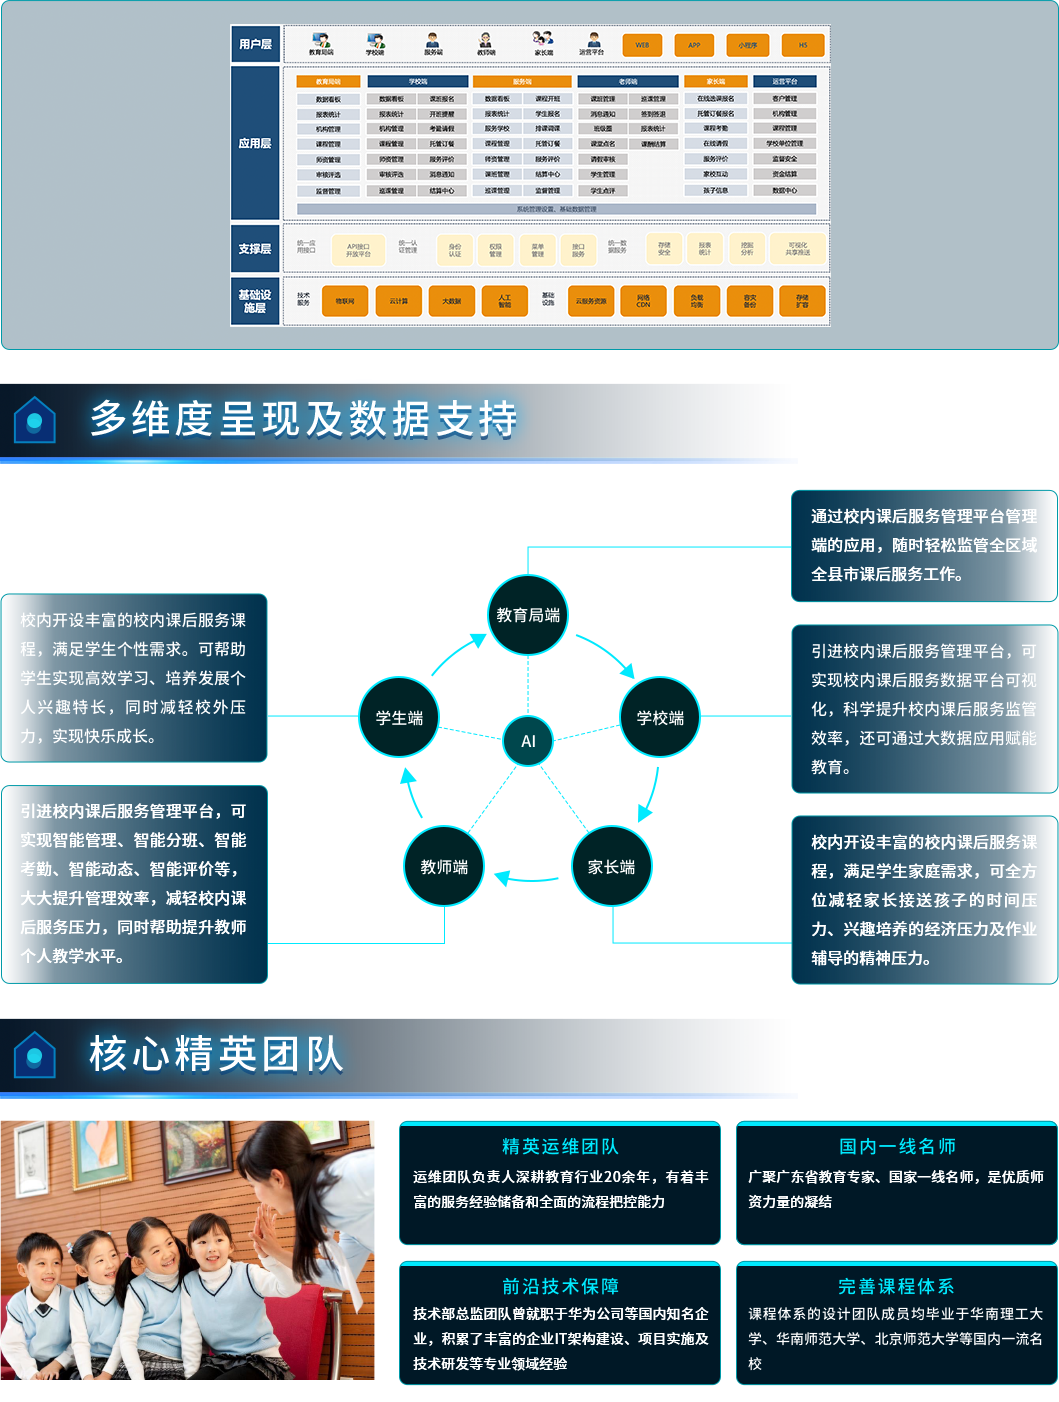 用户层
教育局端 学校端 服务端 教师端 家长端 运营平台 WEB APP 小程序 H5
应用层
教育局端 学校端 服务端 老师端 家长端 运营平台
数据看板 数据看板 课班报名 数据看板 课程开班 课班管理 巡课管理 在线选课报名 客户管理
报表统计 报表统计 开班提醒 报表统计 学生报名 消息通知 签到签退 托管订餐报名 机构管理
机构管理 机构管理 考勤请假 服务学校 排课调课 班级圈 报表统计 课程考勤 课程管理
课程管理 课程管理 托管订餐 课程管理 托管订餐 课堂点名 课酬结算 在线请假 学校单位管理
师资管理 师资管理 服务评价 师资管理 服务评价 请假审核 服务评价 监督安全
审核评选 审核评选 消息通知 课班管理 结算中心 学生管理 家校互动 资金结算
监督管理 巡课管理 结算中心 巡课管理 监督管理 学生点评 孩子信息 数据中心
系统管理设置、基础数据管理
支撑层
统一应用接口 API接口开放平台 统一认证管理 身份认证 权限管理 菜单管理 接口服务 统一数据服务 存储安全 报表统计 挖掘分析 可视化共享推送
基础设施层
技术服务 物联网 云计算 大数据 人工智能 基础设施 云服务资源 网络CDN 负载均衡 容灾备份 存储扩容
多维度呈现及数据支持
通过校内课后服务管理平台管理
端的应用，随时轻松监管全区域
全县市课后服务工作。
校内开设丰富的校内课后服务课
程，满足学生个性需求。可帮助
学生实现高效学习、培养发展个
人兴趣特长，同时减轻校外压
力，实现快乐成长。
引进校内课后服务管理平台，可
实现校内课后服务数据平台可视
化，科学提升校内课后服务监管
效率，还可通过大数据应用赋能
教育。
教育局端
学生端
学校端
AI
教师端
家长端
引进校内课后服务管理平台，可
实现智能管理、智能分班、智能
考勤、智能动态、智能评价等，
大大提升管理效率，减轻校内课
后服务压力，同时帮助提升教师
个人教学水平。
校内开设丰富的校内课后服务课
程，满足学生家庭需求，可全方
位减轻家长接送孩子的时间压
力、兴趣培养的经济压力及作业
辅导的精神压力。
核心精英团队
精英运维团队
运维团队负责人深耕教育行业20余年，有着丰
富的服务经验储备和全面的流程把控能力
国内一线名师
广聚广东省教育专家、国家一线名师，是优质师
资力量的凝结
前沿技术保障
技术部总监团队曾就职于华为公司等国内知名企
业，积累了丰富的企业IT架构建设、项目实施及
技术研发等专业领域经验
完善课程体系
课程体系的设计团队成员均毕业于华南理工大
学、华南师范大学、北京师范大学等国内一流名
校